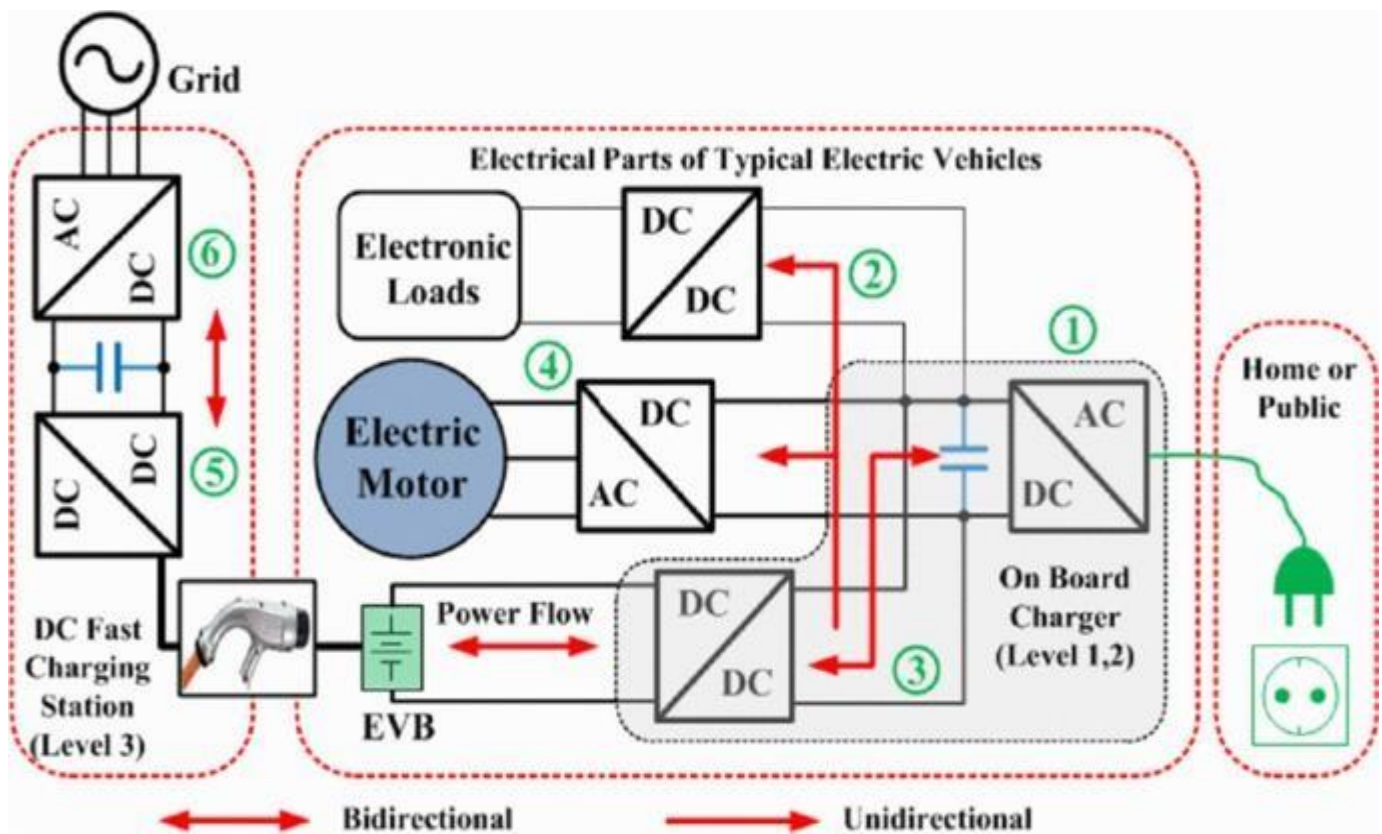 Grid
Electrical Parts of Typical Electric Vehicles
AC
DC
6
DC
DC
5
DC Fast
Charging
Station
(Level 3)
Electronic
Loads
DC
DC
2
1
4
Electric
Motor
DC
AC
AC
DC
On Board
Charger
(Level 1,2)
Power Flow
EVB
DC
DC
3
Home or
Public
Bidirectional
Unidirectional